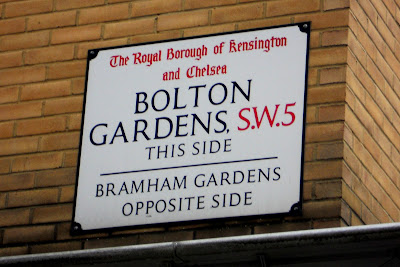 The Royal Borough of Kensington
and Chelsea
BOLTON
GARDENS, S.W.5
THIS SIDE
BRAMHAM GARDENS
OPPOSITE SIDE